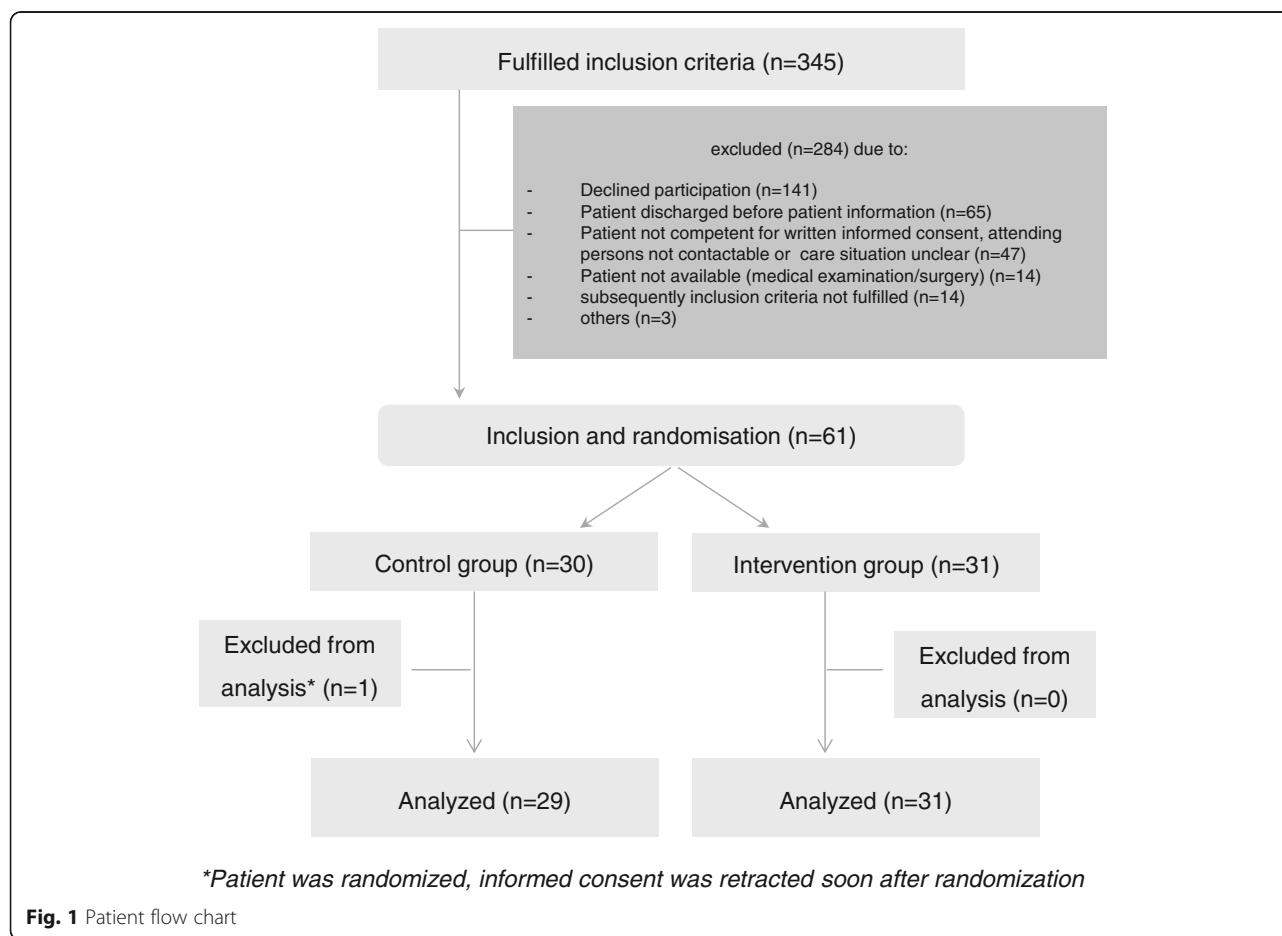 Fulfilled inclusion criteria (n=345)
excluded (n=284) due to:
- Declined participation (n=141)
- Patient discharged before patient information (n=65)
- Patient not competent for written informed consent, attending
persons not contactable or care situation unclear (n=47)
- Patient not available (medical examination/surgery) (n=14)
- subsequently inclusion criteria not fulfilled (n=14)
- others (n=3)
Inclusion and randomisation (n=61)
Control group (n=30)
Intervention group (n=31)
Excluded from
analysis* (n=1)
Excluded from
analysis (n=0)
Analyzed (n=29)
Analyzed (n=31)
*Patient was randomized, informed consent was retracted soon after randomization
Fig. 1 Patient flow chart